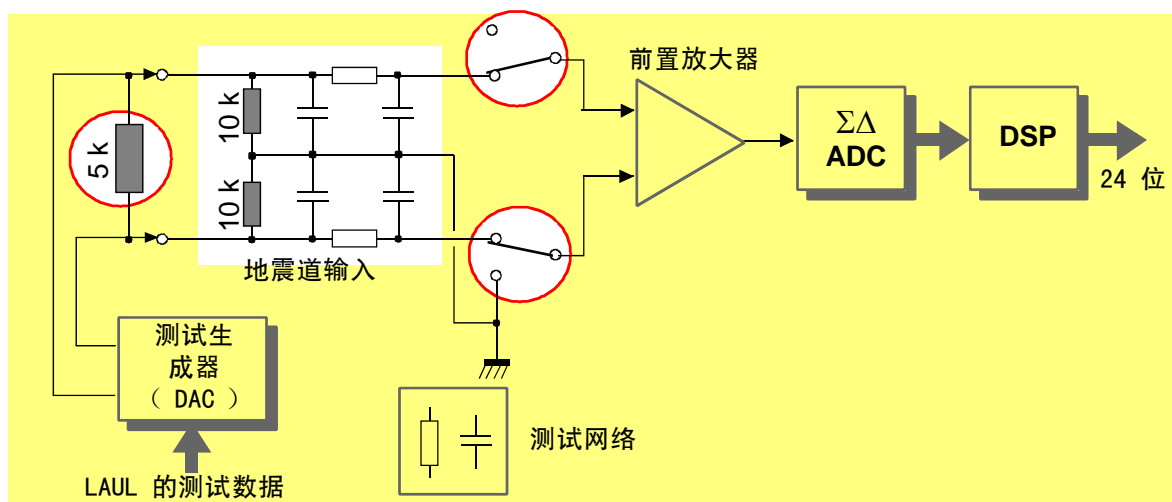 前置放大器
10 k
5 k
10 k
ΣΔ
ADC
DSP
24 位
地震道输入
测试生
成器
( DAC )
测试网络
LAUL 的测试数据